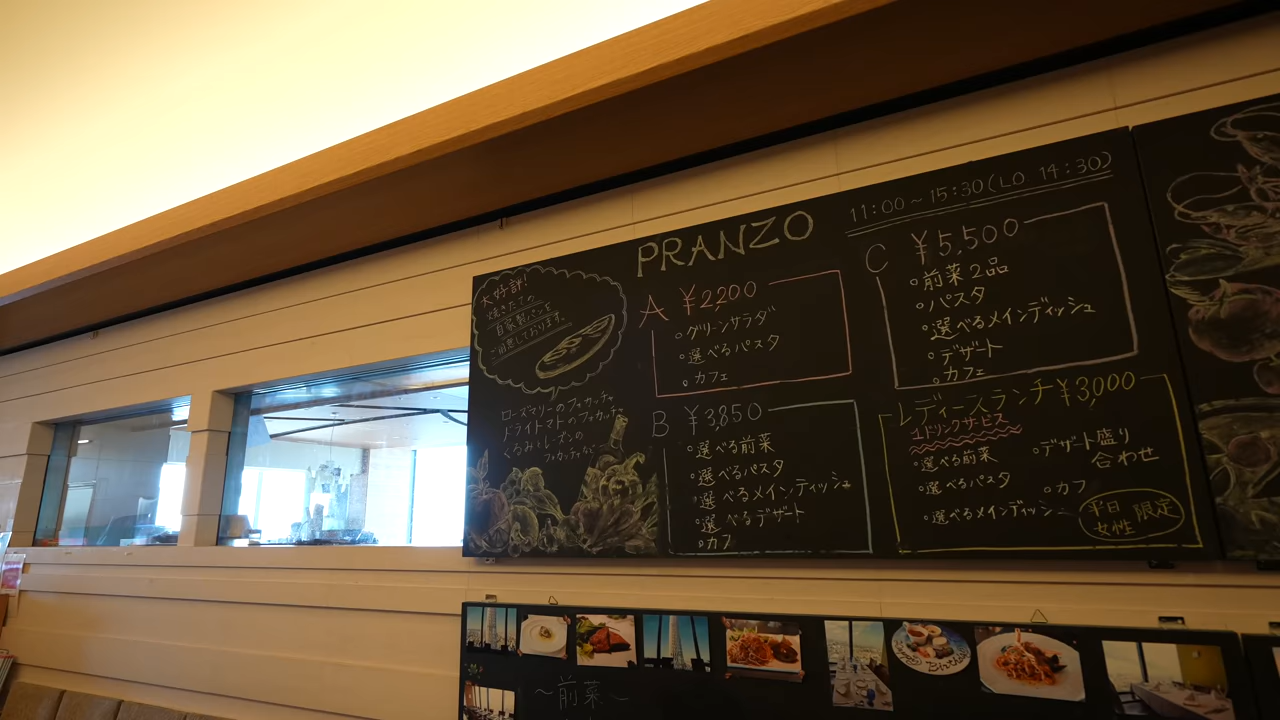 PRANZO
11:00~15:30(LO 14:30)
大好評!
焼きたての
自家製パンを
ご用意しております。
ローズマリーのフォカッチャ
ドライトマトのフォカッチャ
くるみとレーズンの
フォカッチャなど
A ¥2,200
グリーンサラダ
選べるパスタ
カフェ
B ¥3,850
選べる前菜
選べるパスタ
選べるメインディッシュ
選べるデザート
カフェ
C ¥5,500
前菜2品
パスタ
選べるメインディッシュ
デザート
カフェ
レディースランチ ¥3,000
1ドリンクサービス
選べる前菜
選べるパスタ
選べるメインディッシュ
デザート盛り
合わせ
カフェ
平日
女性 限定
~前菜~